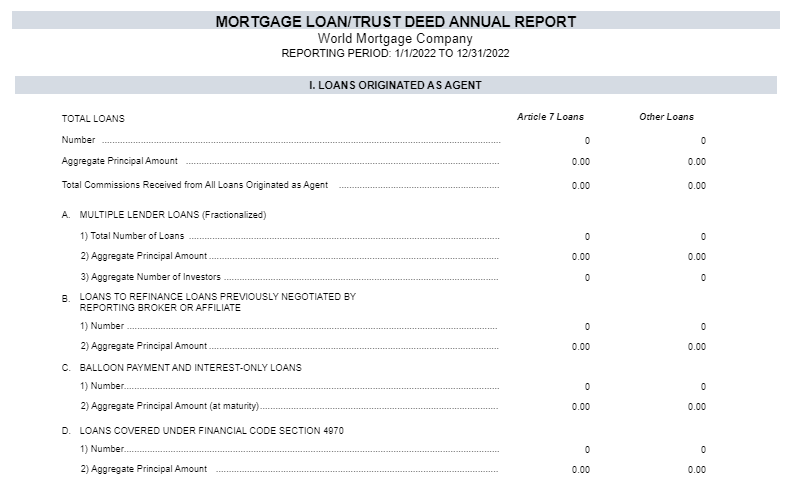 MORTGAGE LOAN/TRUST DEED ANNUAL REPORT
World Mortgage Company
REPORTING PERIOD: 1/1/2022 TO 12/31/2022
I. LOANS ORIGINATED AS AGENT
TOTAL LOANS Article 7 Loans Other Loans
Number 0 0
Aggregate Principal Amount 0.00 0.00
Total Commissions Received from All Loans Originated as Agent 0.00 0.00
A. MULTIPLE LENDER LOANS (Fractionalized)
1) Total Number of Loans 0 0
2) Aggregate Principal Amount 0.00 0.00
3) Aggregate Number of Investors 0 0
B. LOANS TO REFINANCE LOANS PREVIOUSLY NEGOTIATED BY
REPORTING BROKER OR AFFILIATE
1) Number 0 0
2) Aggregate Principal Amount 0.00 0.00
C. BALLOON PAYMENT AND INTEREST-ONLY LOANS
1) Number 0 0
2) Aggregate Principal Amount (at maturity) 0.00 0.00
D. LOANS COVERED UNDER FINANCIAL CODE SECTION 4970
1) Number 0 0
2) Aggregate Principal Amount 0.00 0.00